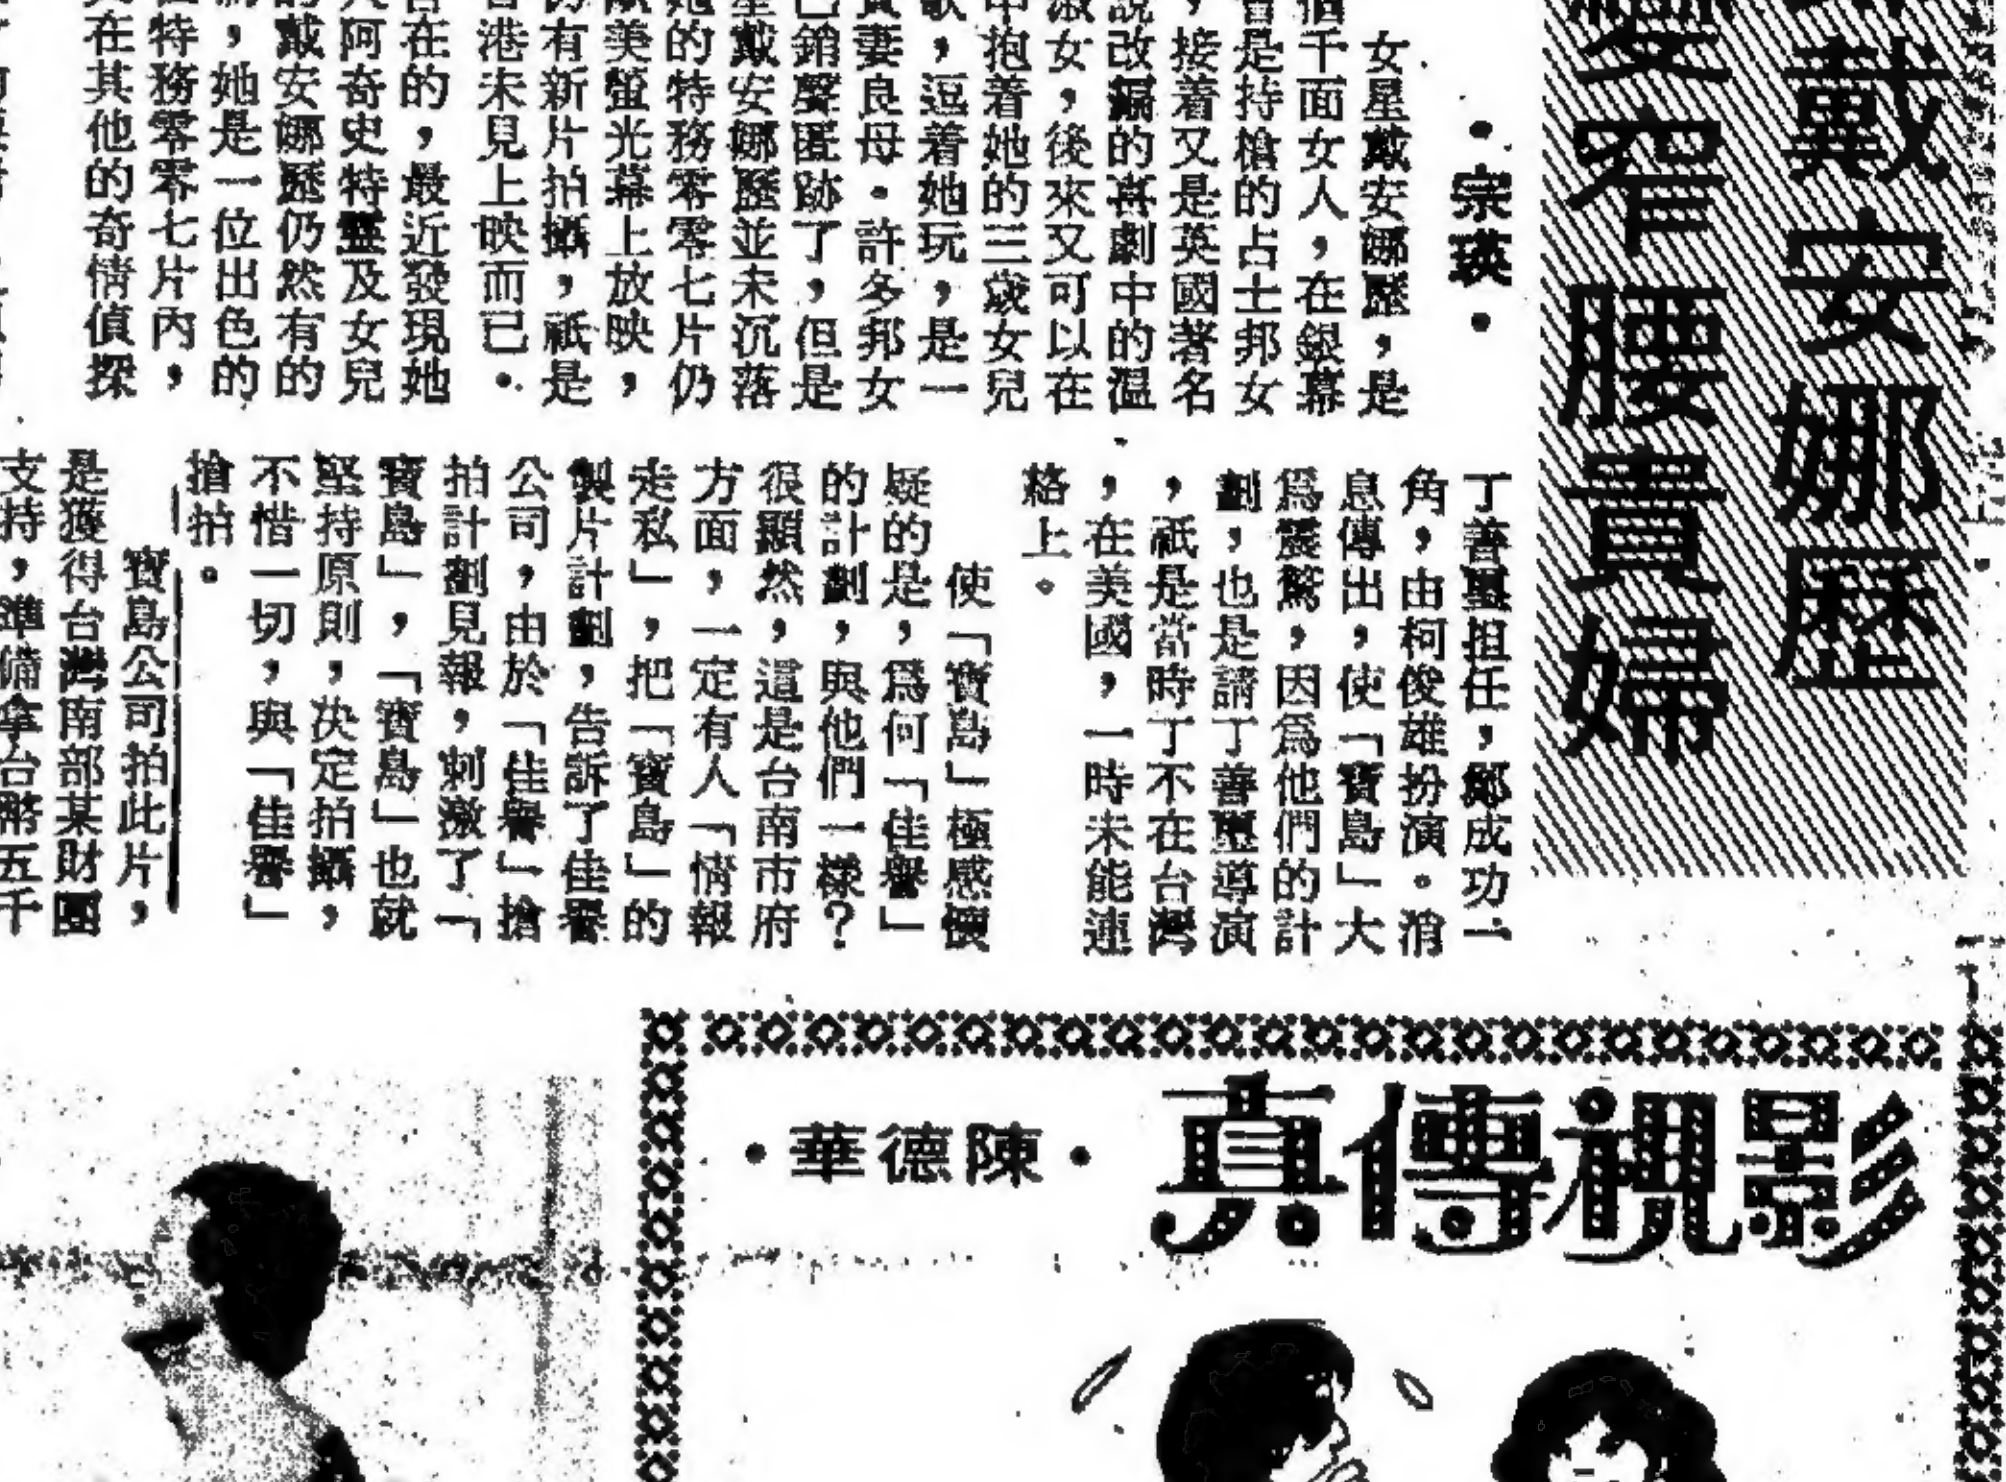 戴安娜歷
變窄腰貴婦
•宗瑛•
女星戴安娜歷,是
個千面女人,在銀幕
曾是持槍的占士邦女
,接着又是英國著名
說改編的喜劇中的溫
淑女,後來又可以在
中抱着她的三歲女兒
歌,逗着她玩,是一
賢妻良母。許多邦女
已銷聲匿跡了,但是
星戴安娜歷並未沉落
她的特務零零七片仍
歐美螢光幕上放映,
仍有新片拍攝,祇是
香港未見上映而已。
在的,最近發現她
阿奇史特及女兒
的戴安娜歷仍然有的
,她是一位出色的
特務零零七片內,
在其他的奇情偵探
丁善璽担任,鄭成功一
角,由柯俊雄扮演。消
息傳出,使「寶島」大
爲震驚,因爲他們的計
劃,也是請丁善璽導演
,祇是當時丁不在台灣
,在美國,一時未能連
絡上。
使「寶島」極感懷
疑的是,爲何「佳譽」
的計劃,與他們一樣?
很顯然,這是台南市府
方面,一定有人「情報
走私」,把「寶島」的
製片計劃,告訴了佳譽
公司,由於「佳譽」搶
拍計劃見報,刺激了「
寶島」,「寶島」也就
堅持原則,決定拍攝,
不惜一切,與「佳譽」
搶拍。
寶島公司拍此片,
是獲得台灣南部某財團
支持,準備拿台幣五千
影視傳真
•陳德華•